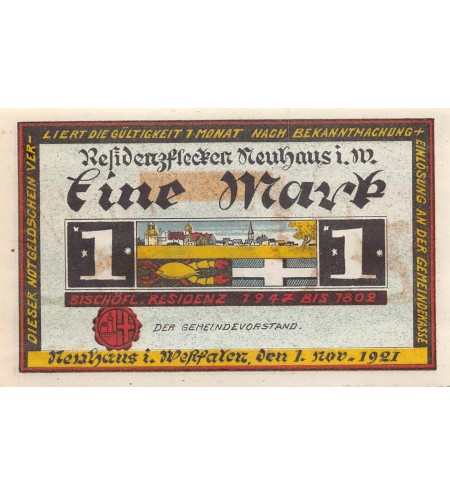 DIESER NOTGELDSCHEIN VER-
LIERT DIE GÜLTIGKEIT 1 MONAT NACH BEKANNTMACHUNG +
EINLÖSUNG AN DER GEMEINDEKASSE
Residenzflecken Neuhaus i. W.
Eine Mark
1 1
BISCHÖFL. RESIDENZ 1947 BIS 1802
DER GEMEINDEVORSTAND.
Neuhaus i. Westfalen, den 1. nov. 1921